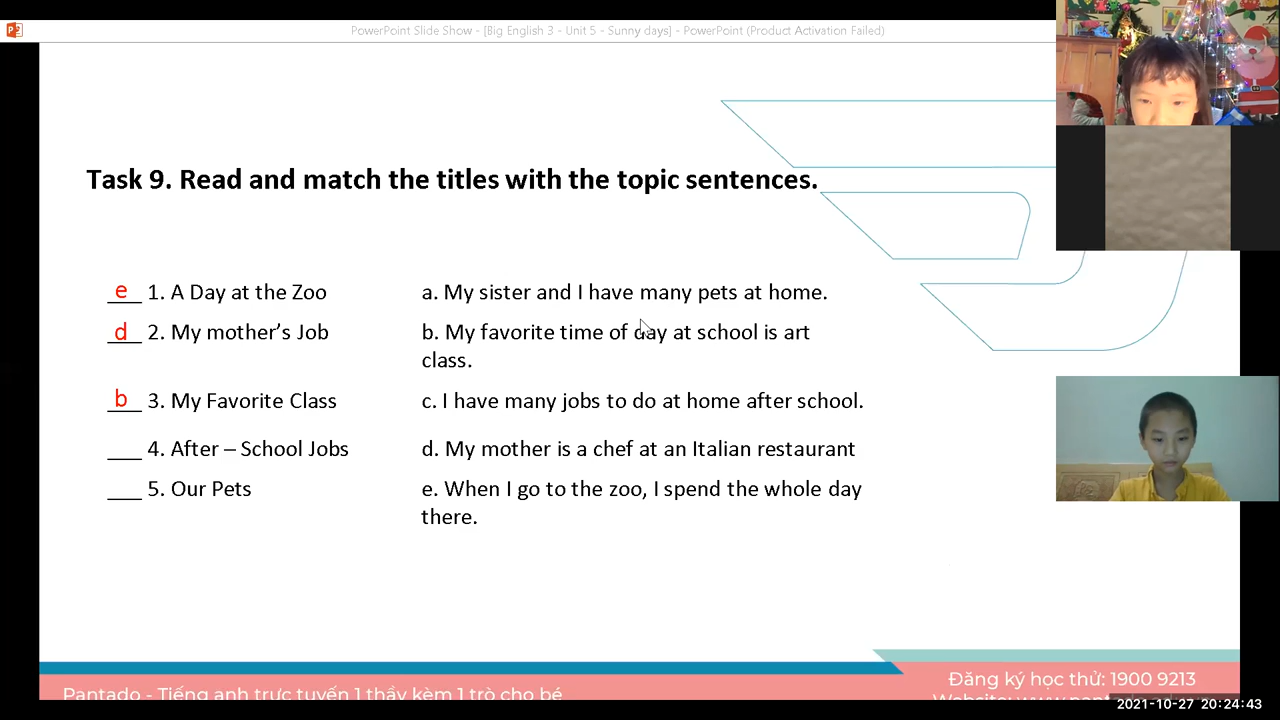 PowerPoint Slide Show - [Big English 3 - Unit 5 - Sunny days] - PowerPoint (Product Activation Failed)
Task 9. Read and match the titles with the topic sentences.
e 1. A Day at the Zoo
a. My sister and I have many pets at home.
d 2. My mother's Job
b. My favorite time of day at school is art
class.
b 3. My Favorite Class
c. I have many jobs to do at home after school.
___ 4. After – School Jobs
d. My mother is a chef at an Italian restaurant
___ 5. Our Pets
e. When I go to the zoo, I spend the whole day
there.
Pantado - Tiếng anh trực tuyến 1 thầy kèm 1 trò cho bé
Đăng ký học thử: 1900 9213
Website: www
2021-10-27 20:24:43